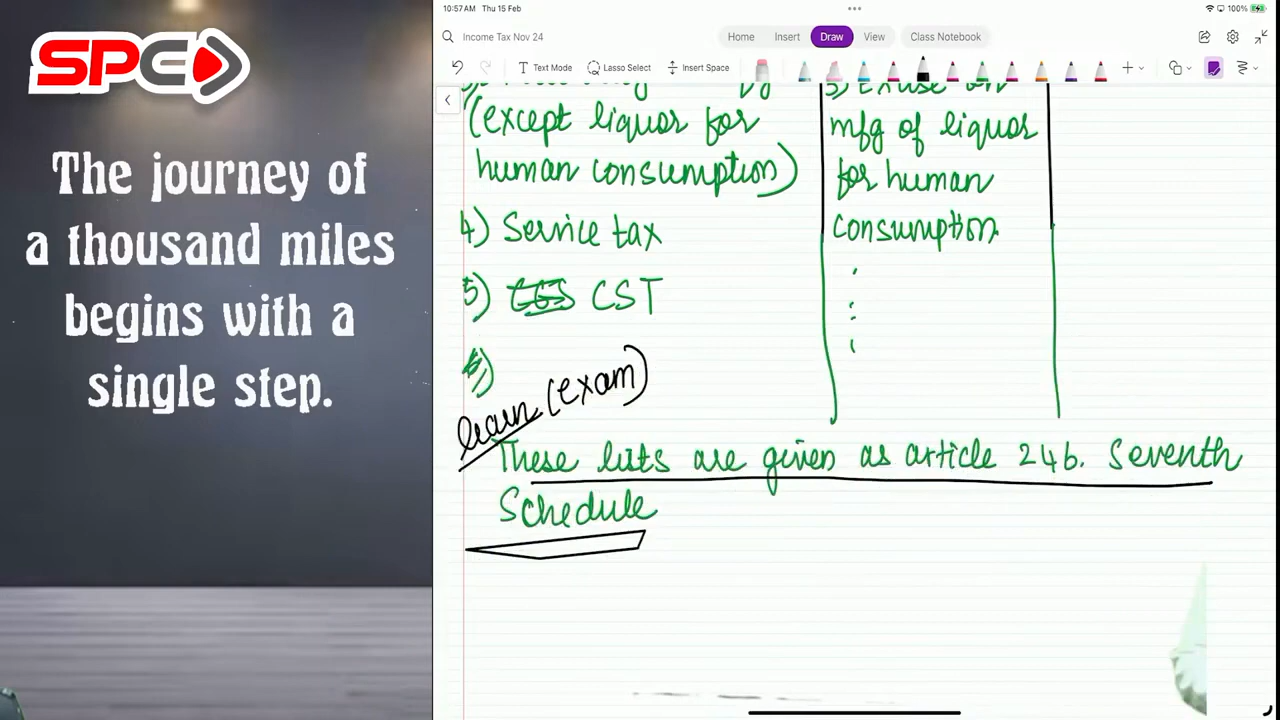 SPE
The journey of
a thousand miles
begins with a
single step.
10:57AM Thu 15 Feb
100%
Income Tax Nov 24
Home Insert Draw View Class Notebook
Text Mode Lasso Select Insert Space
(except liquor for
human consumption)
4) Service tax
5) CST
mfg of liquor
for human
consumption.
learn (exam)
These lists are given as article 246. Seventh
Schedule